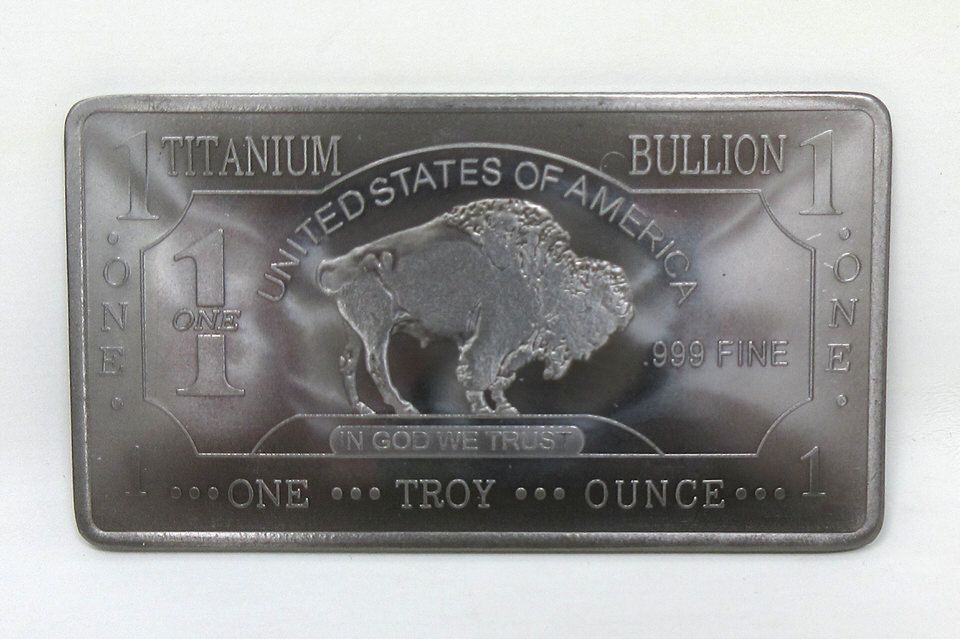 1 TITANIUM BULLION 1
UNITED STATES OF AMERICA
• ONE •
1
ONE
.999 FINE
• ONE •
IN GOD WE TRUST
1 •••ONE ••• TROY ••• OUNCE••• 1